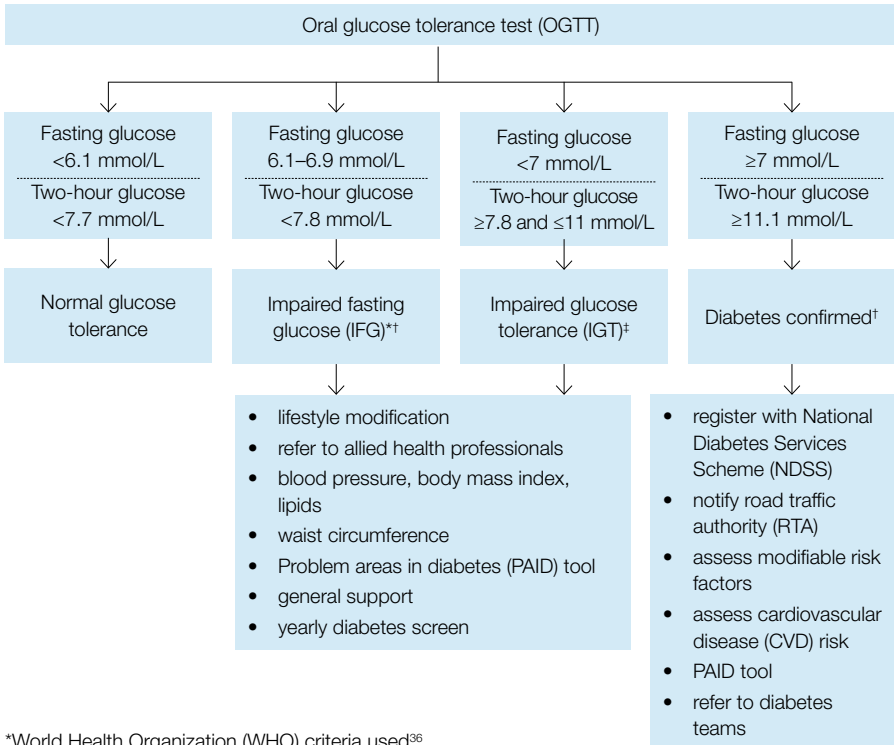 Oral glucose tolerance test (OGTT)
Fasting glucose
<6.1 mmol/L
Two-hour glucose
<7.7 mmol/L
Fasting glucose
6.1–6.9 mmol/L
Two-hour glucose
<7.8 mmol/L
Fasting glucose
<7 mmol/L
Two-hour glucose
≥7.8 and ≤11 mmol/L
Fasting glucose
≥7 mmol/L
Two-hour glucose
≥11.1 mmol/L
Normal glucose
tolerance
Impaired fasting
glucose (IFG)*†
Impaired glucose
tolerance (IGT)‡
Diabetes confirmed†
• lifestyle modification
• refer to allied health professionals
• blood pressure, body mass index,
lipids
• waist circumference
• Problem areas in diabetes (PAID) tool
• general support
• yearly diabetes screen
• register with National
Diabetes Services
Scheme (NDSS)
• notify road traffic
authority (RTA)
• assess modifiable risk
factors
• assess cardiovascular
disease (CVD) risk
• PAID tool
• refer to diabetes
teams
*World Health Organization (WHO) criteria used³⁶